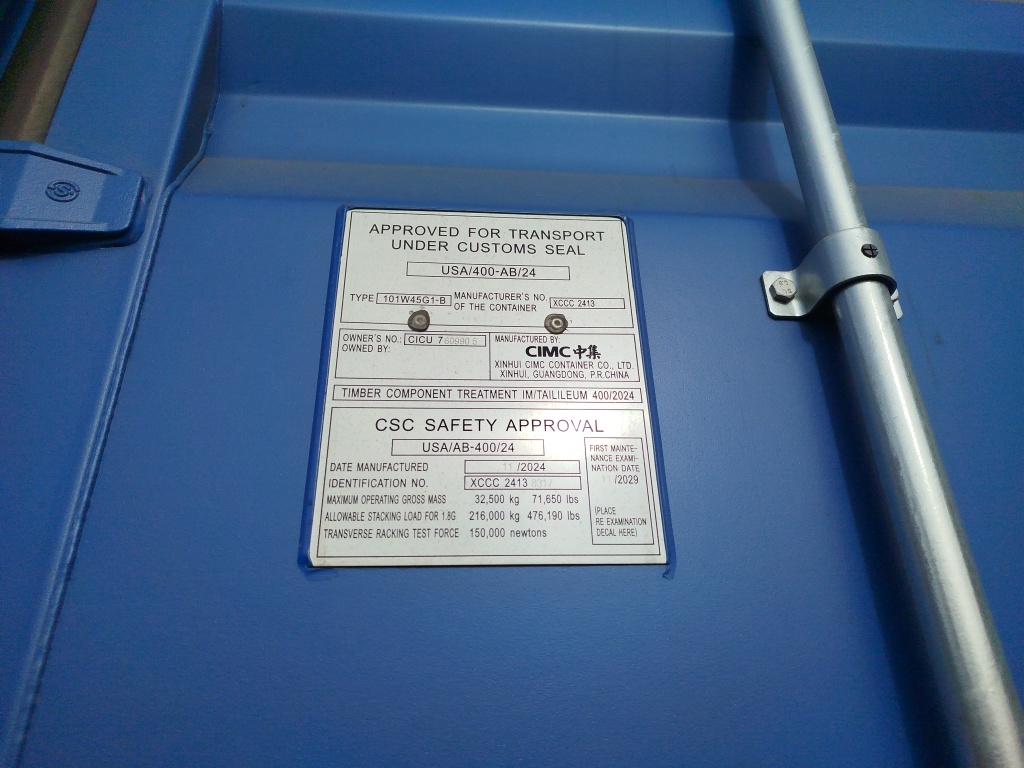 APPROVED FOR TRANSPORT
UNDER CUSTOMS SEAL
USA/400-AB/24
TYPE 101W45G1-B MANUFACTURER'S NO. XCCC 2413
OF THE CONTAINER
OWNER'S NO.: CICU 7
OWNED BY:
MANUFACTURED BY:
CIMC中集
XINHUI CIMC CONTAINER CO., LTD.
XINHUI, GUANGDONG, P.R.CHINA
TIMBER COMPONENT TREATMENT IM/TAILILEUM 400/2024
CSC SAFETY APPROVAL
USA/AB-400/24
DATE MANUFACTURED 11/2024
IDENTIFICATION NO. XCCC 2413
MAXIMUM OPERATING GROSS MASS 32,500 kg 71,650 lbs
ALLOWABLE STACKING LOAD FOR 1.8G 216,000 kg 476,190 lbs
TRANSVERSE RACKING TEST FORCE 150,000 newtons
FIRST MAINTE-
NANCE EXAMI-
NATION DATE
11/2029
(PLACE
RE EXAMINATION
DECAL HERE)